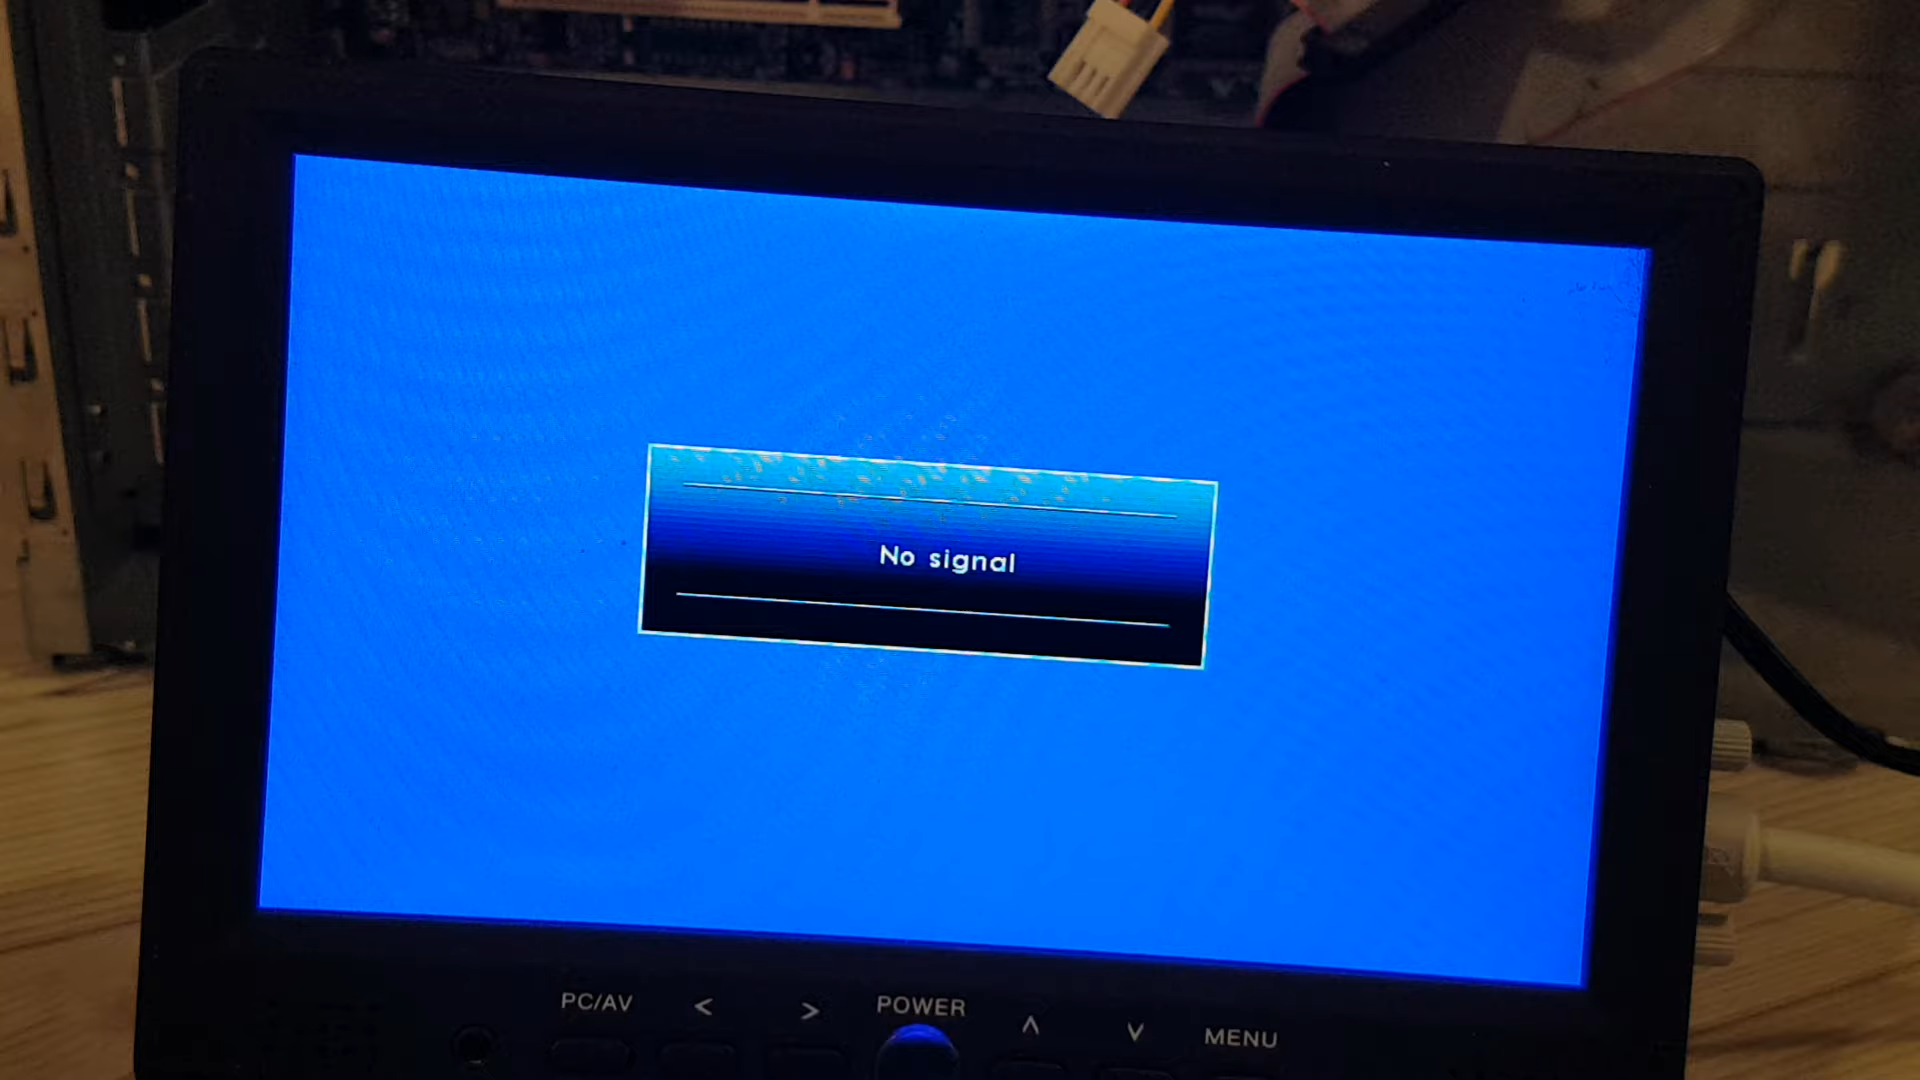 No signal
PC/AV < > POWER ∧ ∨ MENU